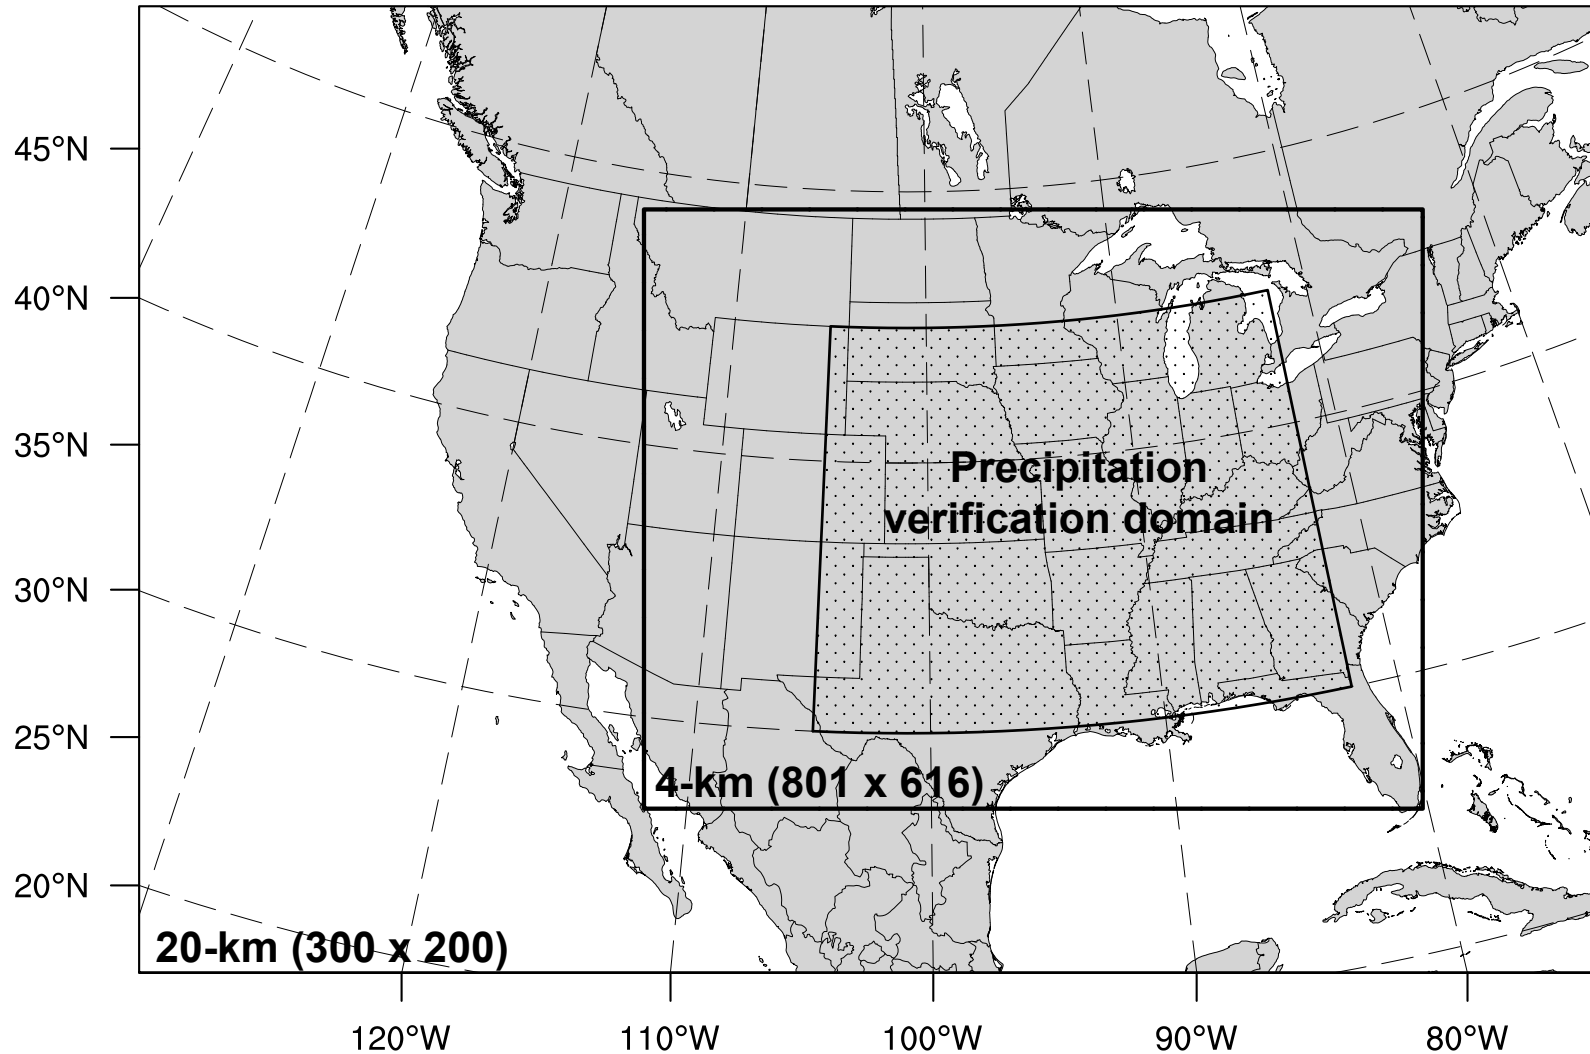 45°N
40°N
35°N
30°N
25°N
20°N
Precipitation
verification domain
4-km (801 x 616)
20-km (300 x 200)
120°W
110°W
100°W
90°W
80°W